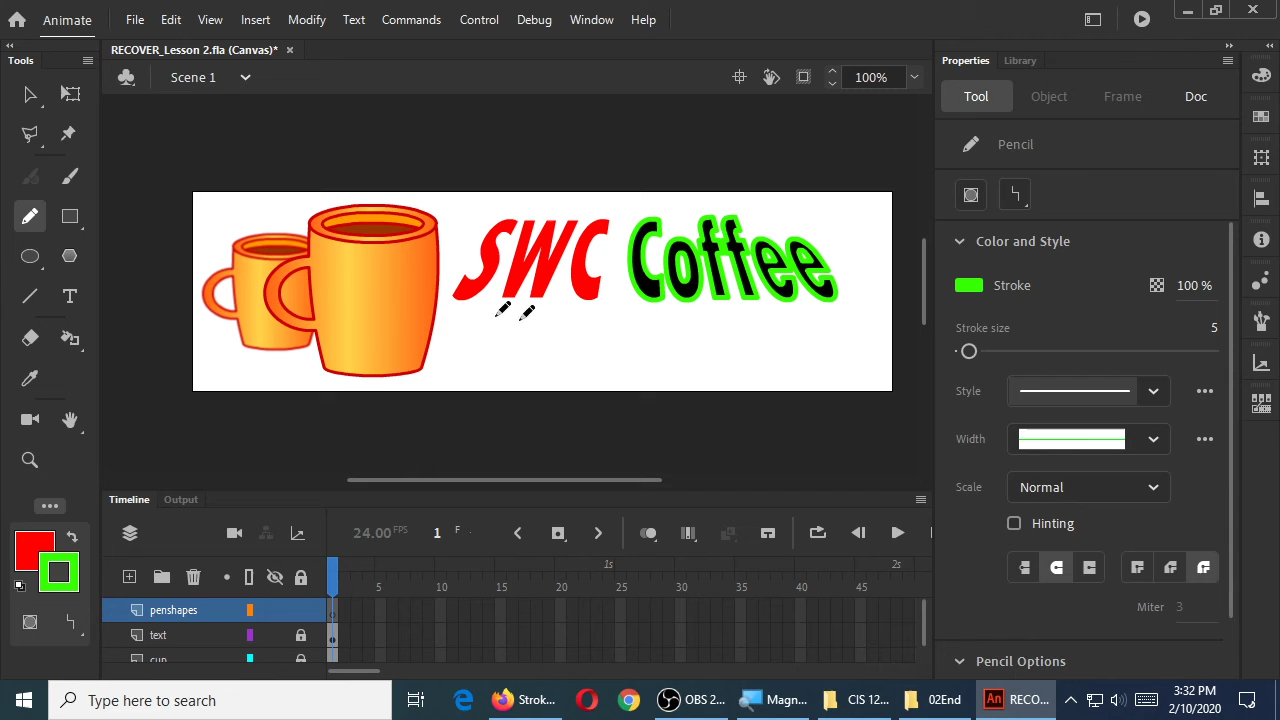 Animate File Edit View Insert Modify Text Commands Control Debug Window Help
RECOVER_Lesson 2.fla (Canvas)*
Scene 1 100%
Tools
SWC Coffee
Properties Library
Tool Object Frame Doc
Pencil
Color and Style
Stroke 100 %
Stroke size 5
Style
Width
Scale Normal
Hinting
Miter 3
Pencil Options
Timeline Output
24.00 FPS 1 F
1s 2s
5 10 15 20 25 30 35 40 45
penshapes
text
cup
Type here to search
Strok... OBS 2... Magn... CIS 12... 02End An RECO...
3:32 PM
2/10/2020